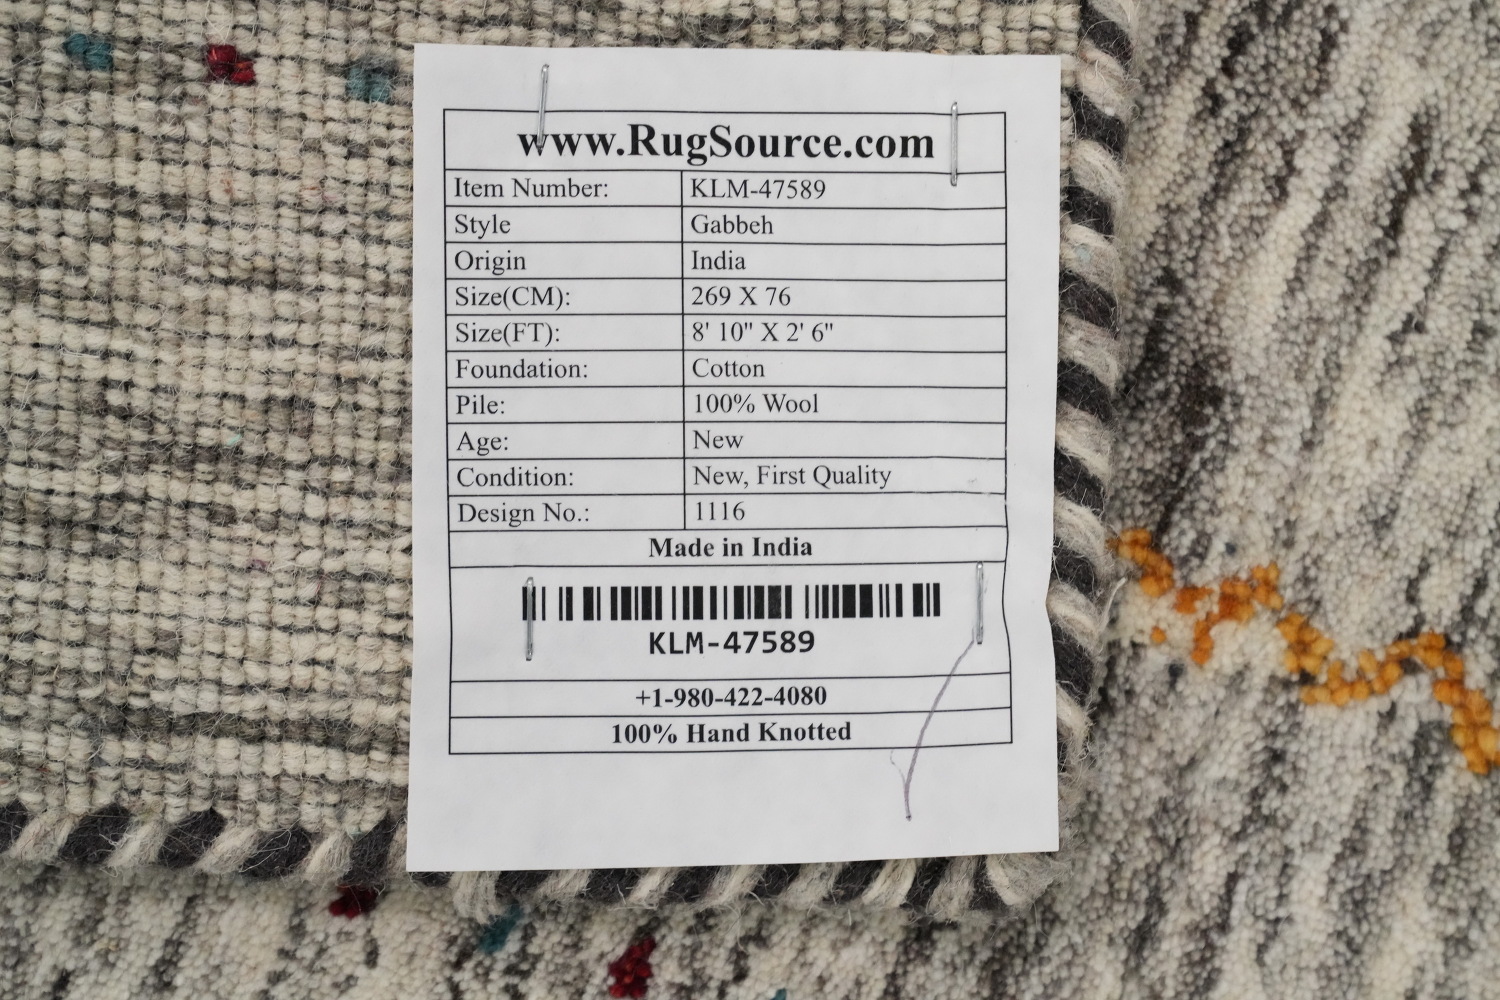 www.RugSource.com
Item Number: KLM-47589
Style Gabbeh
Origin India
Size(CM): 269 X 76
Size(FT): 8' 10" X 2' 6"
Foundation: Cotton
Pile: 100% Wool
Age: New
Condition: New, First Quality
Design No.: 1116
Made in India
KLM-47589
+1-980-422-4080
100% Hand Knotted